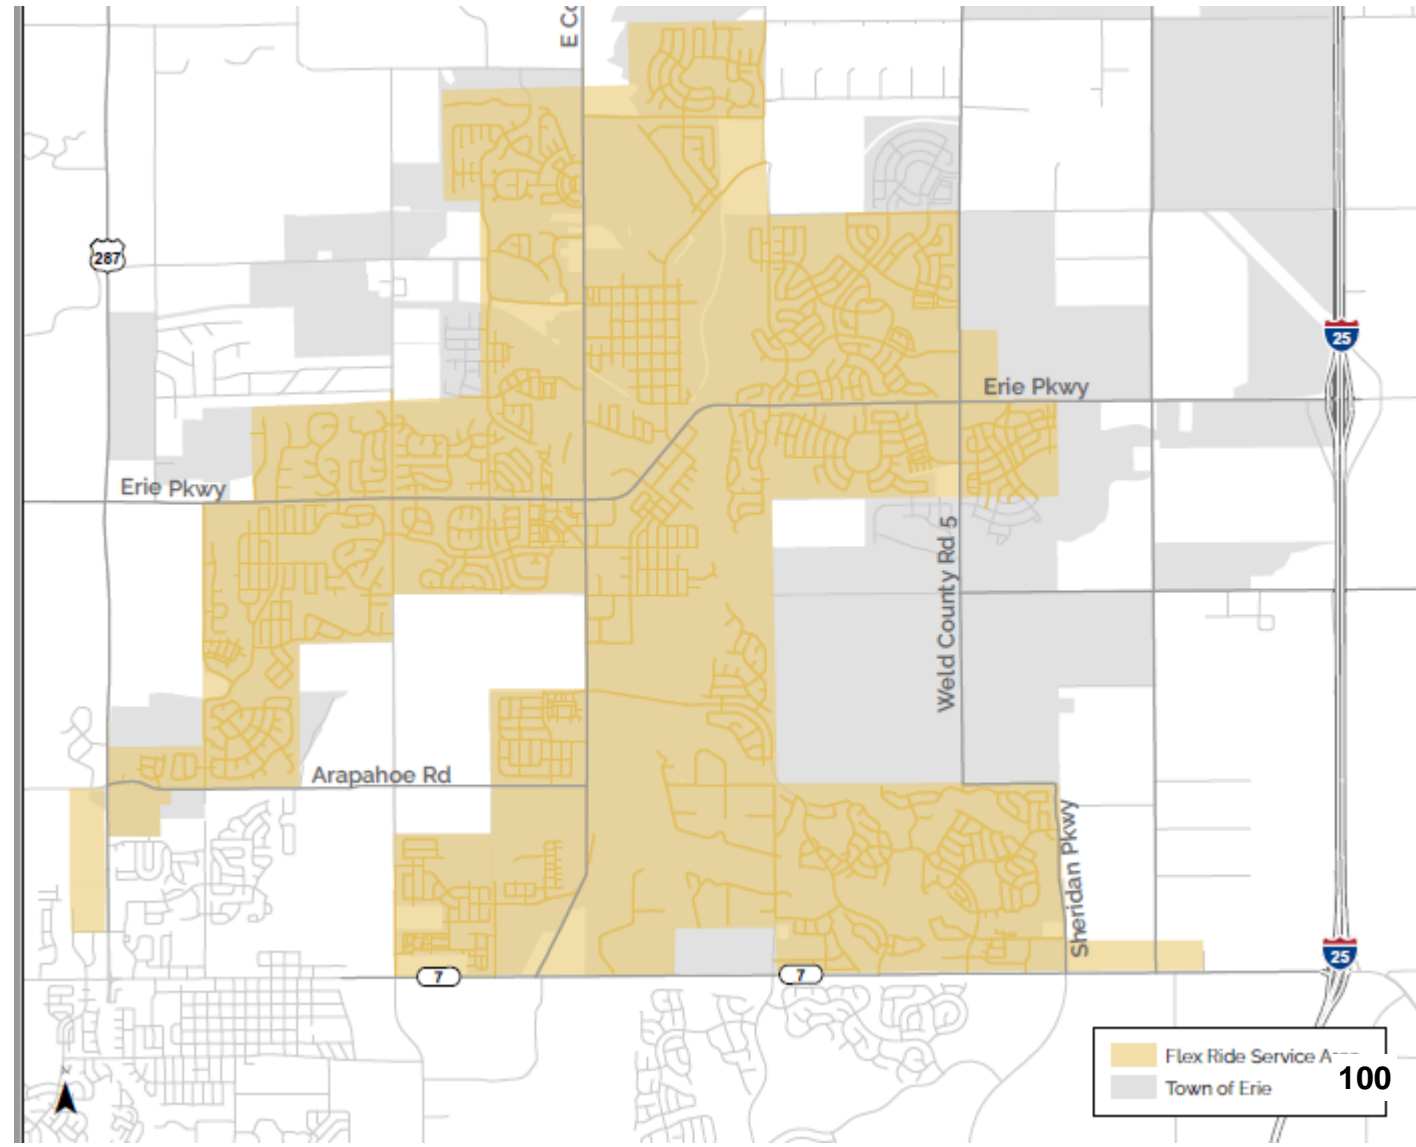 E Co
287
25
Erie Pkwy
Erie Pkwy
Weld County Rd 5
Arapahoe Rd
Sheridan Pkwy
25
7
7
Flex Ride Service
100
Town of Erie